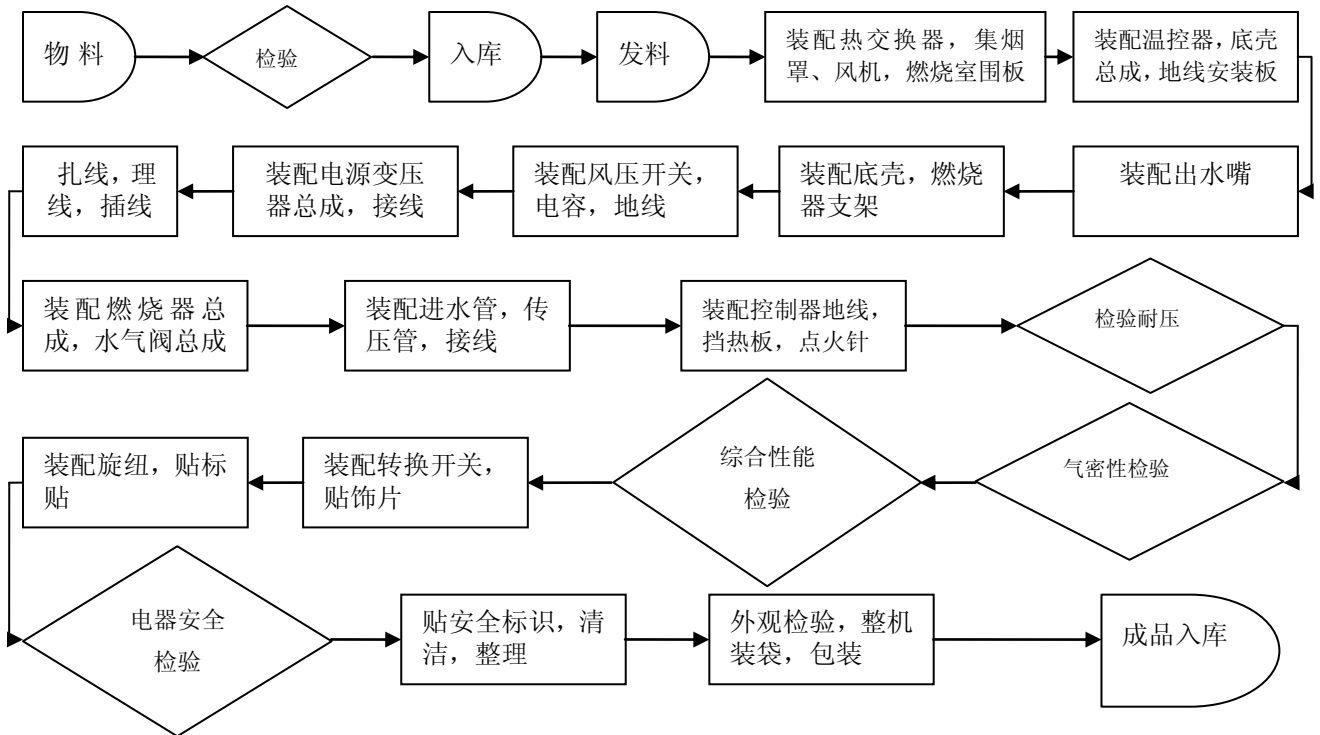 物 料
检验
入库
发料
装配热交换器，集烟
罩、风机，燃烧室围板
装配温控器，底壳
总成，地线安装板
装配出水嘴
装配底壳，燃烧
器支架
装配风压开关，
电容，地线
装配电源变压
器总成，接线
扎线，理
线，插线
装配燃烧器总
成，水气阀总成
装配进水管，传
压管，接线
装配控制器地线，
挡热板，点火针
检验耐压
气密性检验
综合性能
检验
装配转换开关，
贴饰片
装配旋纽，贴标
贴
电器安全
检验
贴安全标识，清
洁，整理
外观检验，整机
装袋，包装
成品入库